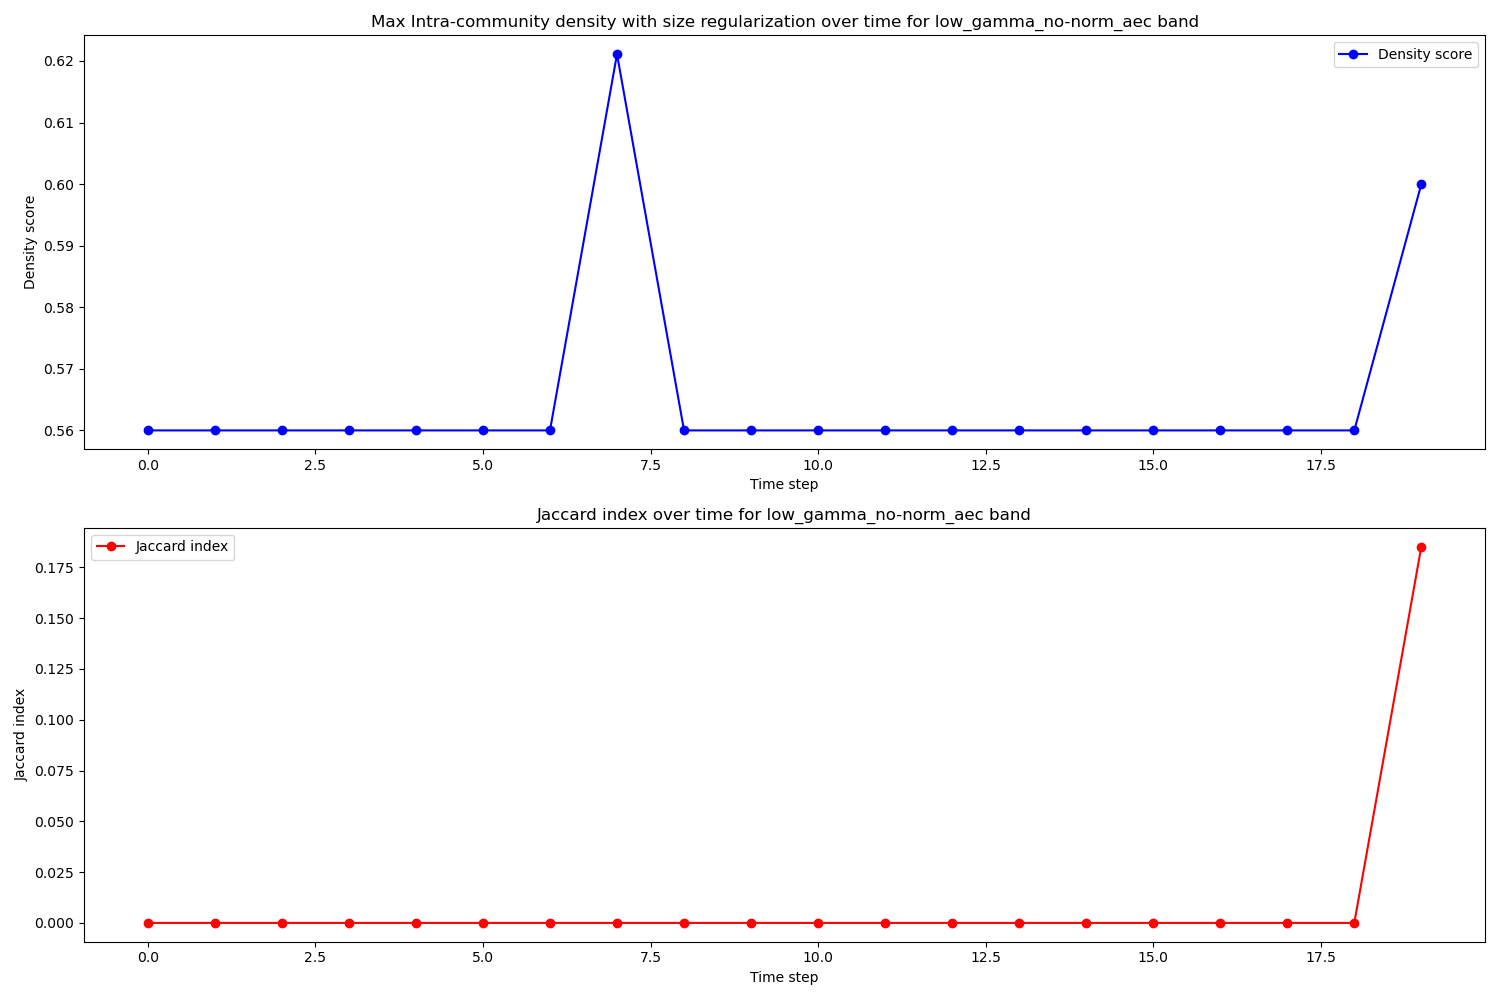 Max Intra-community density with size regularization over time for low_gamma_no-norm_aec band
Density score
0.62
0.61
0.60
0.59
0.58
0.57
0.56
Density score
0.0 2.5 5.0 7.5 10.0 12.5 15.0 17.5
Time step
Jaccard index over time for low_gamma_no-norm_aec band
Jaccard index
0.175
0.150
0.125
0.100
0.075
0.050
0.025
0.000
Jaccard index
0.0 2.5 5.0 7.5 10.0 12.5 15.0 17.5
Time step